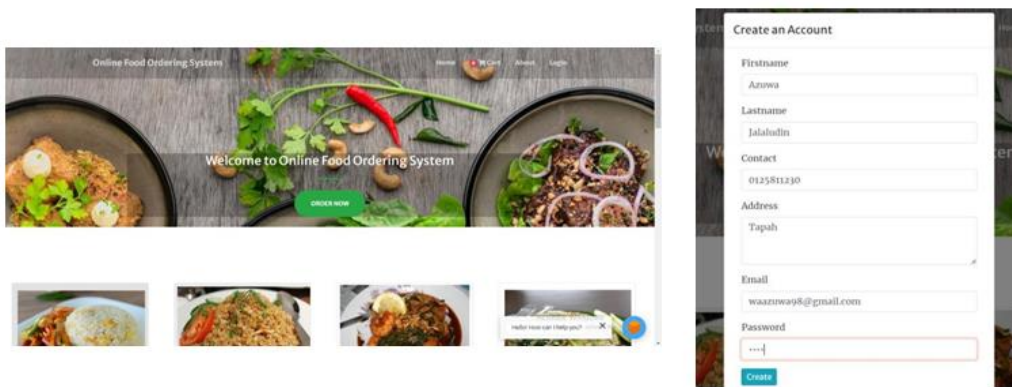 Online Food Ordering System
Home Cart About Login
Welcome to Online Food Ordering System
ORDER NOW
Hello! How can I help you?
Create an Account
Firstname
Azuwa
Lastname
Jalaludin
Contact
0125811230
Address
Tapah
Email
waazuwa98@gmail.com
Password
Create